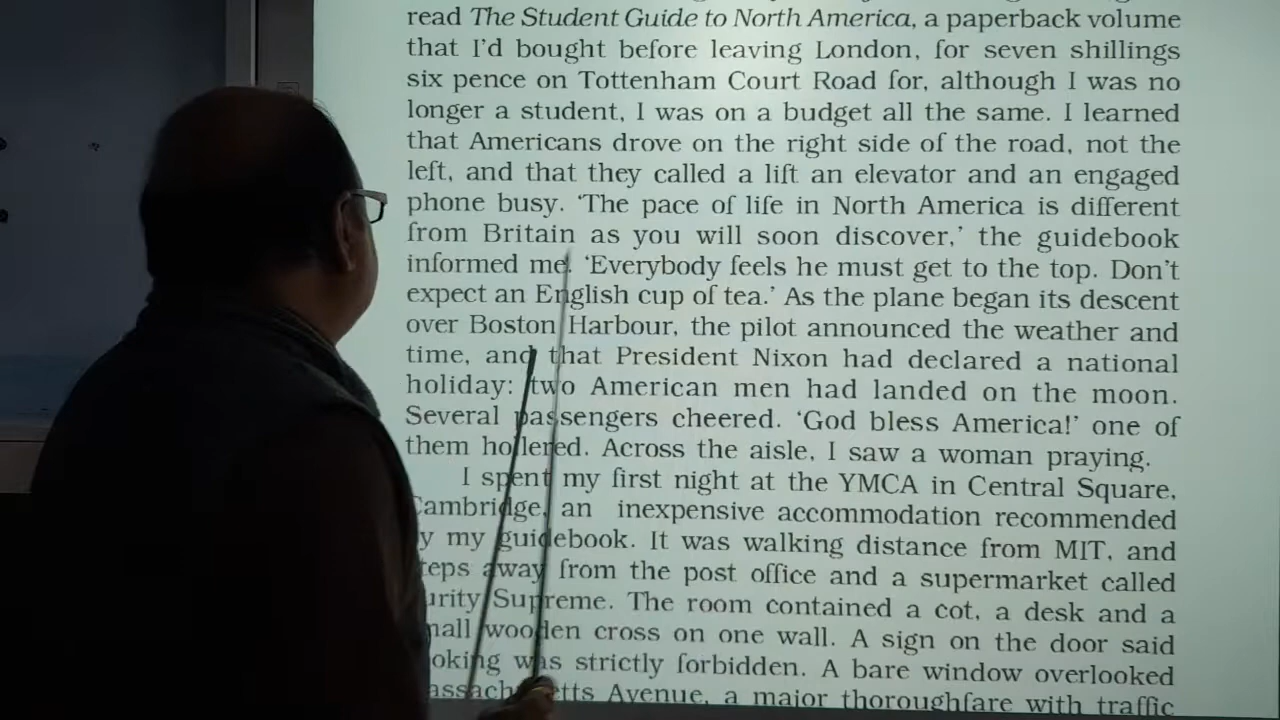 read The Student Guide to North America, a paperback volume
that I'd bought before leaving London, for seven shillings
six pence on Tottenham Court Road for, although I was no
longer a student, I was on a budget all the same. I learned
that Americans drove on the right side of the road, not the
left, and that they called a lift an elevator and an engaged
phone busy. ‘The pace of life in North America is different
from Britain as you will soon discover,’ the guidebook
informed me. ‘Everybody feels he must get to the top. Don't
expect an English cup of tea.’ As the plane began its descent
over Boston Harbour, the pilot announced the weather and
time, and that President Nixon had declared a national
holiday: two American men had landed on the moon.
Several passengers cheered. ‘God bless America!’ one of
them hollered. Across the aisle, I saw a woman praying.
I spent my first night at the YMCA in Central Square,
Cambridge, an inexpensive accommodation recommended
y my guidebook. It was walking distance from MIT, and
teps away from the post office and a supermarket called
urity Supreme. The room contained a cot, a desk and a
mall wooden cross on one wall. A sign on the door said
oking was strictly forbidden. A bare window overlooked
assachusetts Avenue, a major thoroughfare with traffic